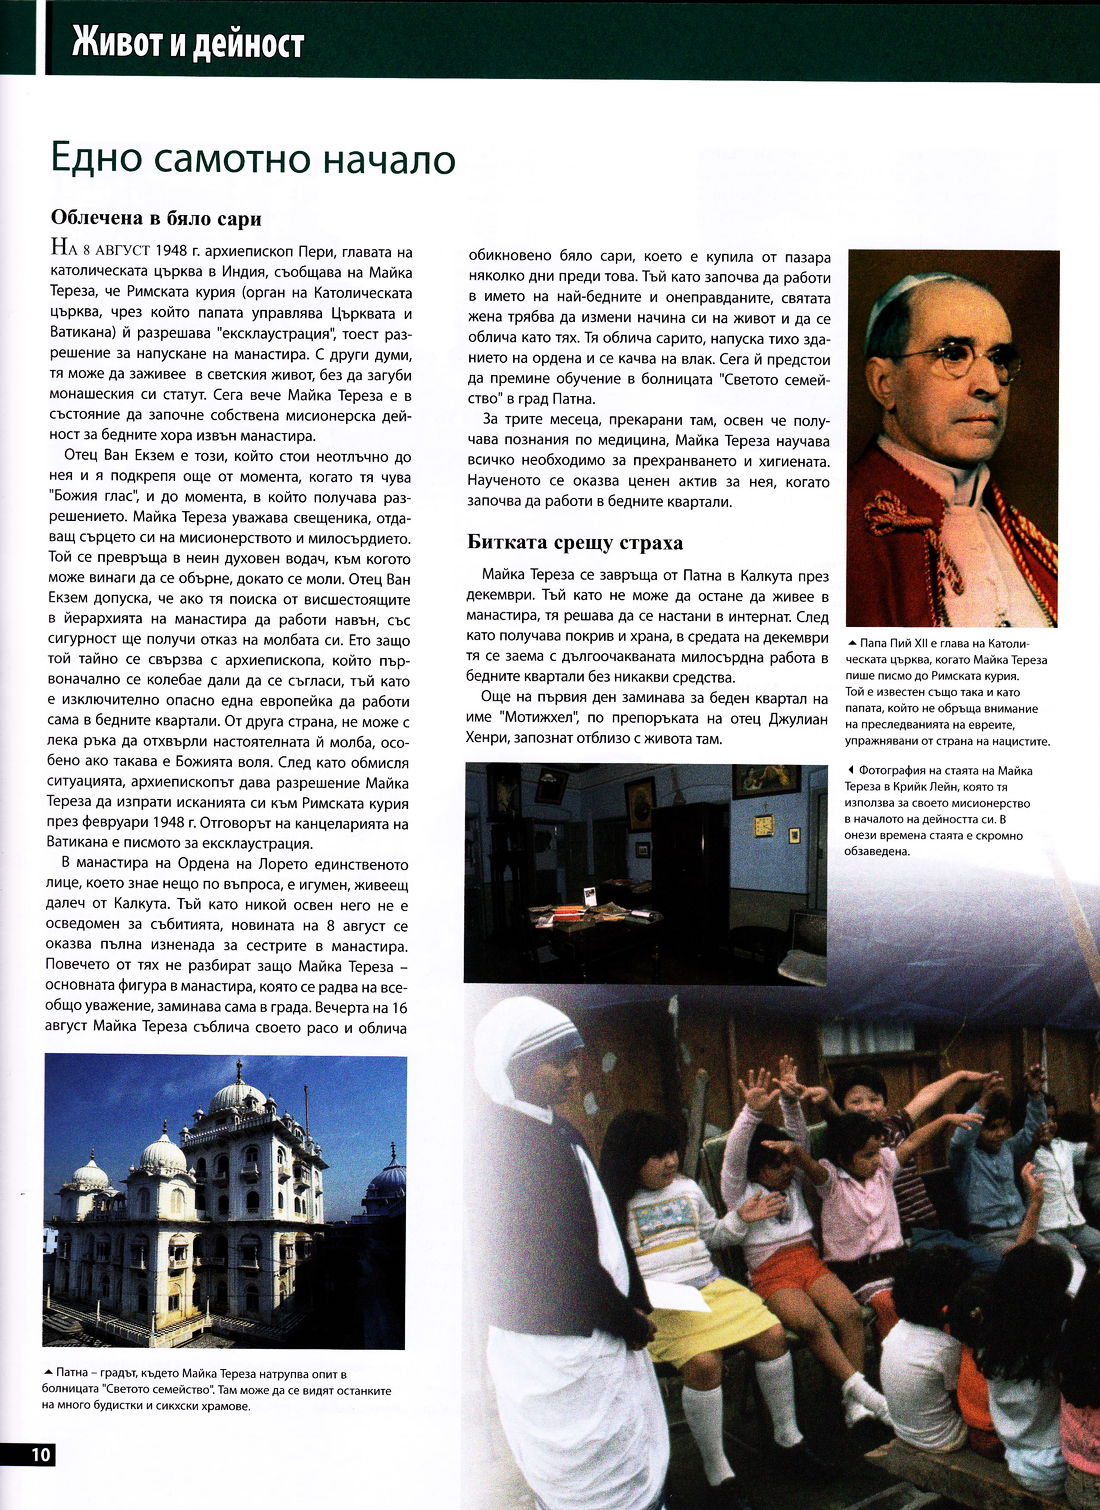 Живот и дейност
Едно самотно начало
Облечена в бяло сари
НА 8 АВГУСТ 1948 г. архиепископ Пери, главата на
католическата църква в Индия, съобщава на Майка
Тереза, че Римската курия (орган на Католическата
църква, чрез който папата управлява Църквата и
Ватикана) й разрешава "ексклаустрация", тоест раз-
решение за напускане на манастира. С други думи,
тя може да заживее в светския живот, без да загуби
монашеския си статут. Сега вече Майка Тереза е в
състояние да започне собствена мисионерска дей-
ност за бедните хора извън манастира.
Отец Ван Екзем е този, който стои неотлъчно до
нея и я подкрепя още от момента, когато тя чува
"Божия глас", и до момента, в който получава раз-
решението. Майка Тереза уважава свещеника, отда-
ващ сърцето си на мисионерството и милосърдието.
Той се превръща в неин духовен водач, към когото
може винаги да се обърне, докато се моли. Отец Ван
Екзем допуска, че ако тя поиска от висшестоящите
в йерархията на манастира да работи навън, със
сигурност ще получи отказ на молбата си. Ето защо
той тайно се свързва с архиепископа, който пър-
воначално се колебае дали да се съгласи, тъй като
е изключително опасно една европейка да работи
сама в бедните квартали. От друга страна, не може с
лека ръка да отхвърли настоятелната й молба, осо-
бено ако такава е Божията воля. След като обмисля
ситуацията, архиепископът дава разрешение Майка
Тереза да изпрати исканията си към Римската курия
през февруари 1948 г. Отговорът на канцеларията на
Ватикана е писмото за ексклаустрация.
В манастира на Ордена на Лорето единственото
лице, което знае нещо по въпроса, е игумен, живеещ
далеч от Калкута. Тъй като никой освен него не е
осведомен за събитията, новината на 8 август се
оказва пълна изненада за сестрите в манастира.
Повечето от тях не разбират защо Майка Тереза –
основната фигура в манастира, която се радва на все-
общо уважение, заминава сама в града. Вечерта на 16
август Майка Тереза съблича своето расо и облича
обикновено бяло сари, което е купила от пазара
няколко дни преди това. Тъй като започва да работи
в името на най-бедните и онеправданите, святата
жена трябва да измени начина си на живот и да се
облича като тях. Тя облича сарито, напуска тихо зда-
нието на ордена и се качва на влак. Сега й предстои
да премине обучение в болницата "Светото семей-
ство" в град Патна.
За трите месеца, прекарани там, освен че полу-
чава познания по медицина, Майка Тереза научава
всичко необходимо за прехранването и хигиената.
Наученото се оказва ценен актив за нея, когато
започва да работи в бедните квартали.
Битката срещу страха
Майка Тереза се завръща от Патна в Калкута през
декември. Тъй като не може да остане да живее в
манастира, тя решава да се настани в интернат. След
като получава покрив и храна, в средата на декември
тя се заема с дългоочакваната милосърдна работа в
бедните квартали без никакви средства.
Още на първия ден заминава за беден квартал на
име "Мотижхел", по препоръката на отец Джулиан
Хенри, запознат отблизо с живота там.
Папа Пий XII е глава на Католи-
ческата църква, когато Майка Тереза
пише писмо до Римската курия.
Той е известен също така и като
папата, който не обръща внимание
на преследванията на евреите,
упражнявани от страна на нацистите.
Фотография на стаята на Майка
Тереза в Крийк Лейн, която тя
използва за своето мисионерство
в началото на дейността си. В
онези времена стаята е скромно
обзаведена.
Патна – градът, където Майка Тереза натрупва опит в
болницата "Светото семейство". Там може да се видят останките
на много будистки и сикхски храмове.
10